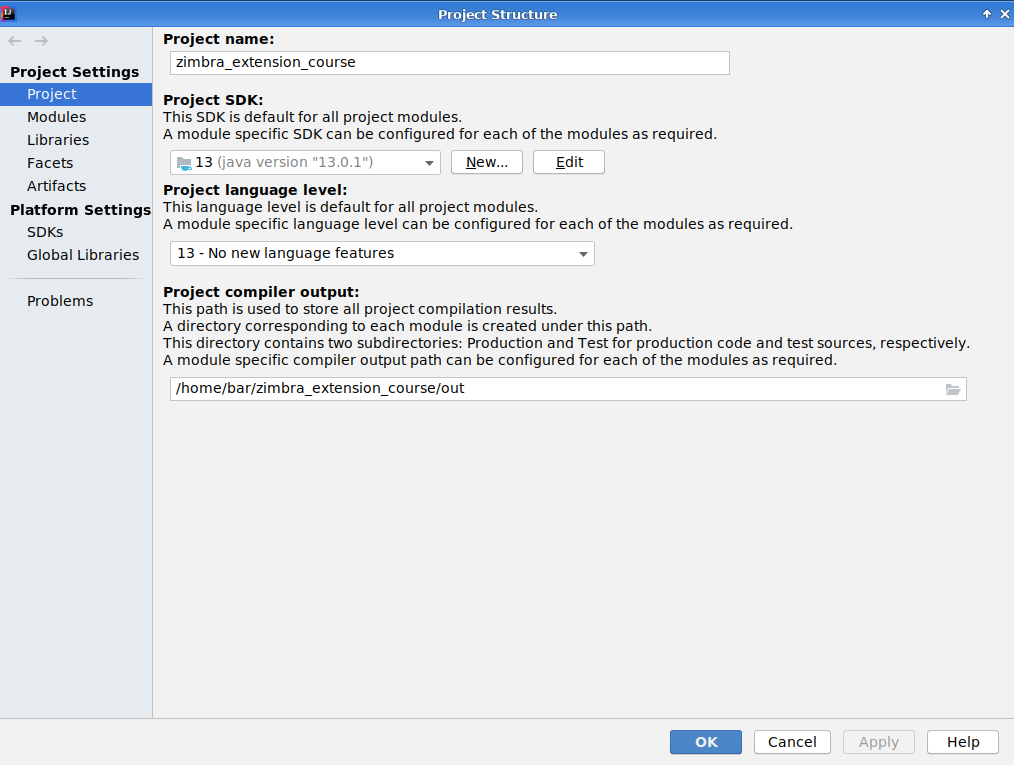 Project Structure
Project Settings
Project
Modules
Libraries
Facets
Artifacts
Platform Settings
SDKs
Global Libraries
Problems
Project name:
zimbra_extension_course
Project SDK:
This SDK is default for all project modules.
A module specific SDK can be configured for each of the modules as required.
13 (java version "13.0.1") New... Edit
Project language level:
This language level is default for all project modules.
A module specific language level can be configured for each of the modules as required.
13 - No new language features
Project compiler output:
This path is used to store all project compilation results.
A directory corresponding to each module is created under this path.
This directory contains two subdirectories: Production and Test for production code and test sources, respectively.
A module specific compiler output path can be configured for each of the modules as required.
/home/bar/zimbra_extension_course/out
OK Cancel Apply Help